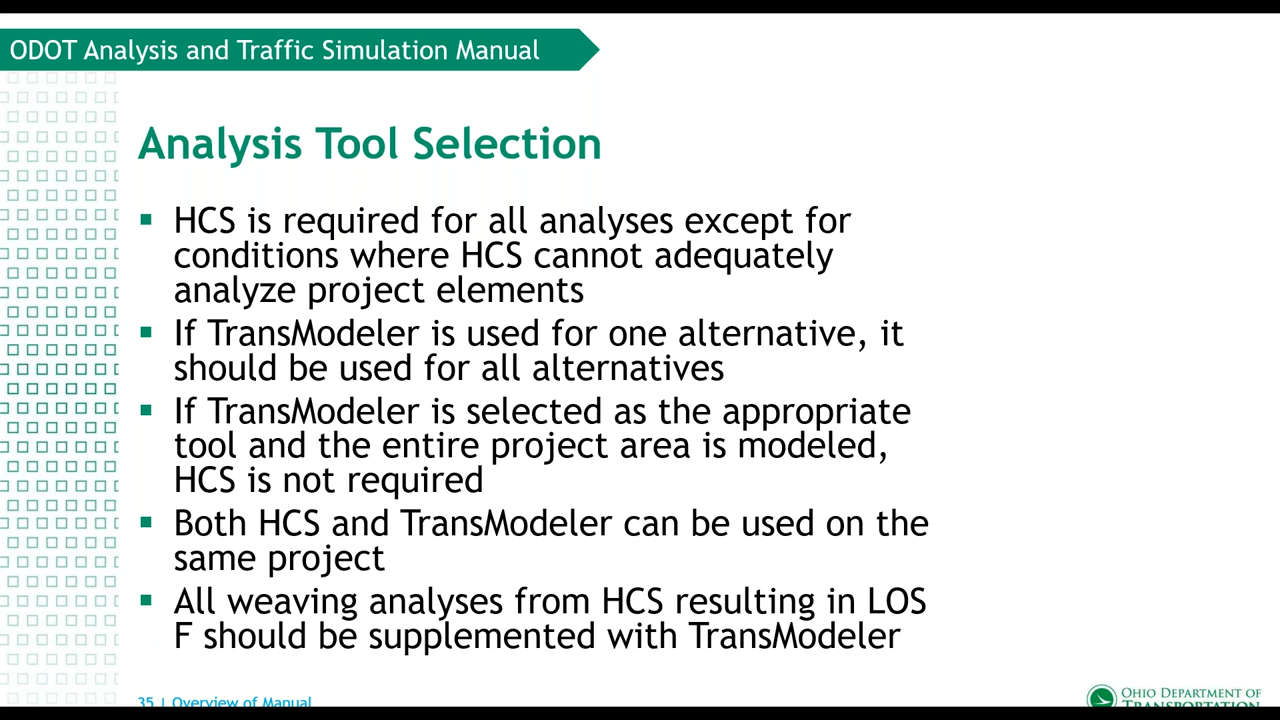 ODOT Analysis and Traffic Simulation Manual
Analysis Tool Selection
HCS is required for all analyses except for
conditions where HCS cannot adequately
analyze project elements
If TransModeler is used for one alternative, it
should be used for all alternatives
If TransModeler is selected as the appropriate
tool and the entire project area is modeled,
HCS is not required
Both HCS and TransModeler can be used on the
same project
All weaving analyses from HCS resulting in LOS
F should be supplemented with TransModeler
35 | Overview of Manual
OHIO DEPARTMENT OF
TRANSPORTATION